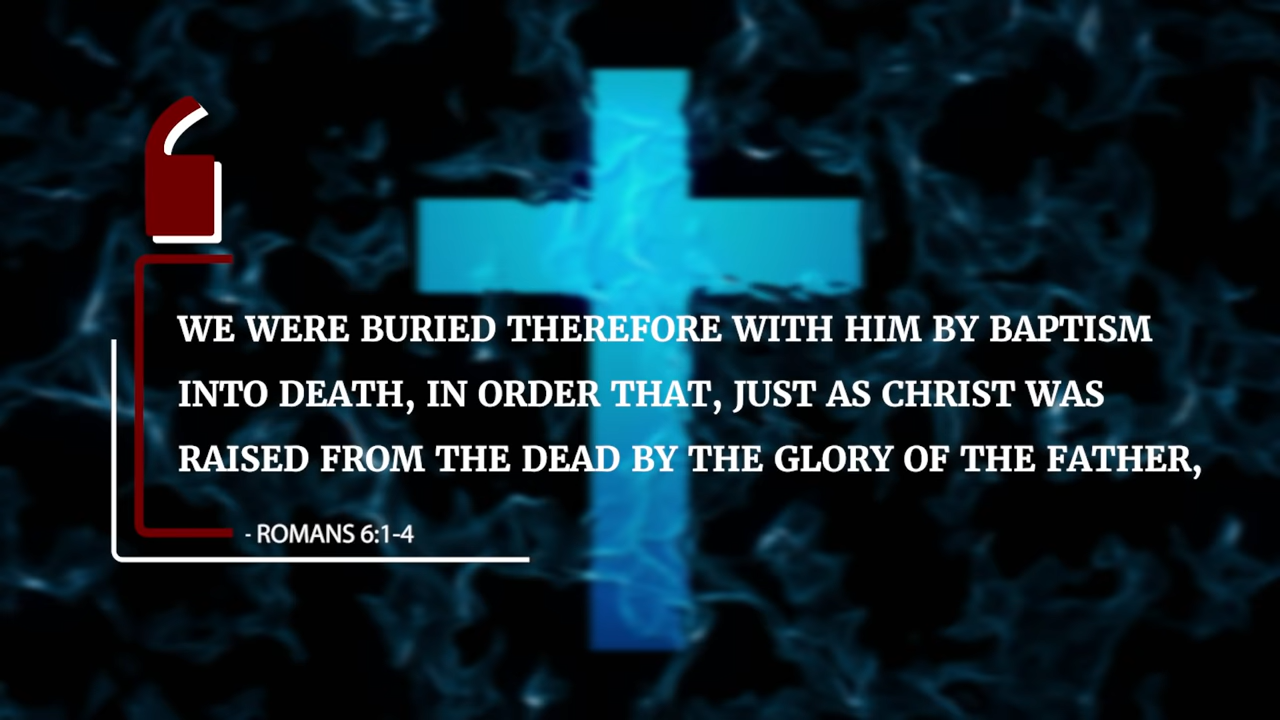 WE WERE BURIED THEREFORE WITH HIM BY BAPTISM
INTO DEATH, IN ORDER THAT, JUST AS CHRIST WAS
RAISED FROM THE DEAD BY THE GLORY OF THE FATHER,
- ROMANS 6:1-4